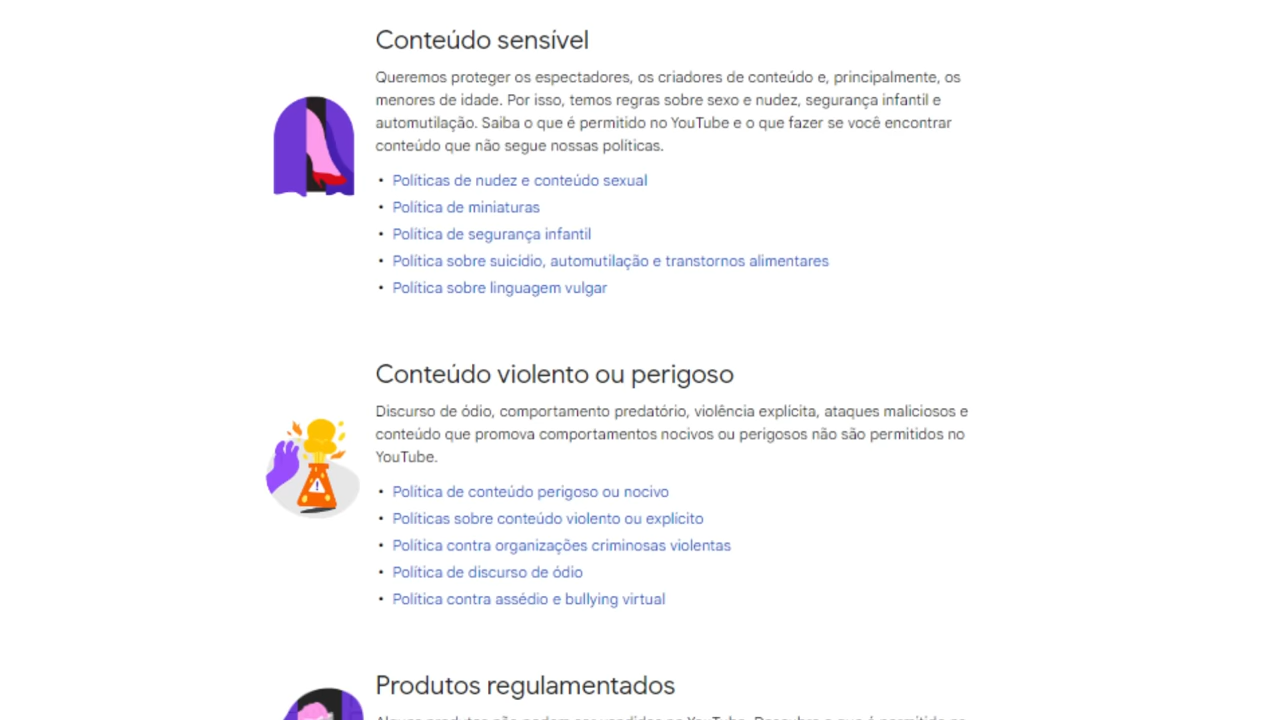 Conteúdo sensível
Queremos proteger os espectadores, os criadores de conteúdo e, principalmente, os
menores de idade. Por isso, temos regras sobre sexo e nudez, segurança infantil e
automutilação. Saiba o que é permitido no YouTube e o que fazer se você encontrar
conteúdo que não segue nossas políticas.
• Políticas de nudez e conteúdo sexual
• Política de miniaturas
• Política de segurança infantil
• Política sobre suicídio, automutilação e transtornos alimentares
• Política sobre linguagem vulgar
Conteúdo violento ou perigoso
Discurso de ódio, comportamento predatório, violência explícita, ataques maliciosos e
conteúdo que promova comportamentos nocivos ou perigosos não são permitidos no
YouTube.
• Política de conteúdo perigoso ou nocivo
• Políticas sobre conteúdo violento ou explícito
• Política contra organizações criminosas violentas
• Política de discurso de ódio
• Política contra assédio e bullying virtual
Produtos regulamentados